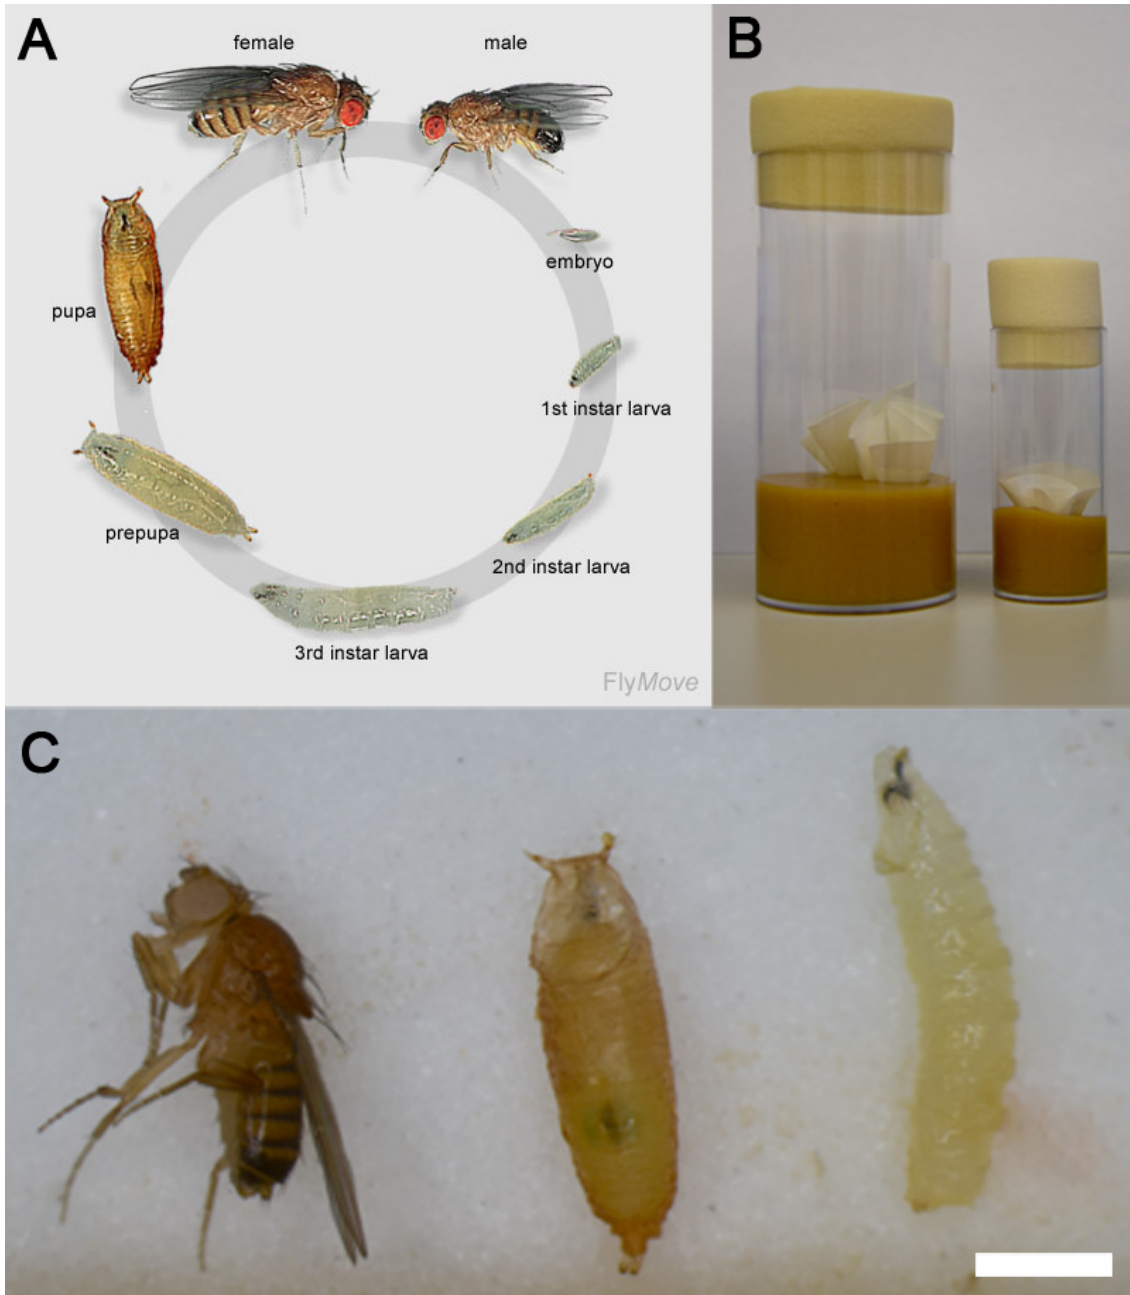 A
female
male
B
embryo
pupa
1st instar larva
prepupa
2nd instar larva
3rd instar larva
FlyMove
C